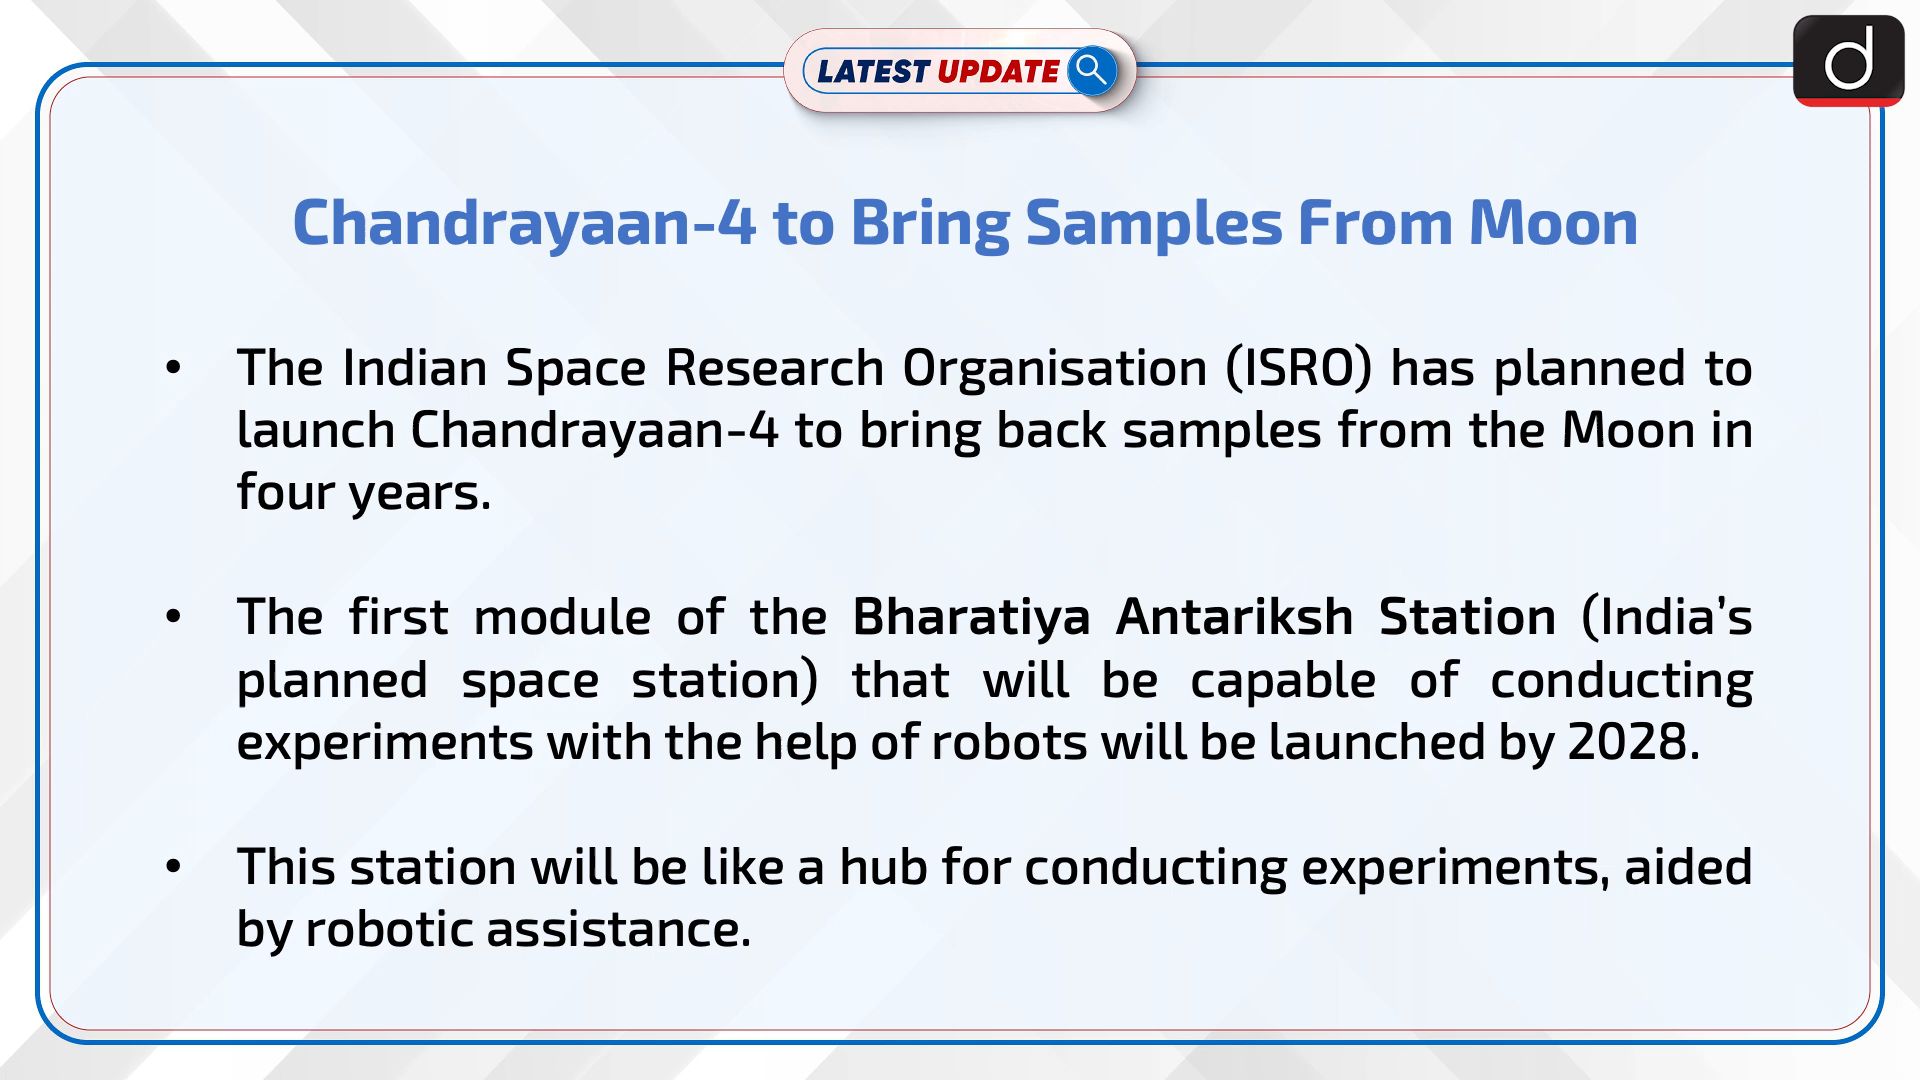 LATEST UPDATE
d
Chandrayaan-4 to Bring Samples From Moon
• The Indian Space Research Organisation (ISRO) has planned to
launch Chandrayaan-4 to bring back samples from the Moon in
four years.
• The first module of the Bharatiya Antariksh Station (India’s
planned space station) that will be capable of conducting
experiments with the help of robots will be launched by 2028.
• This station will be like a hub for conducting experiments, aided
by robotic assistance.